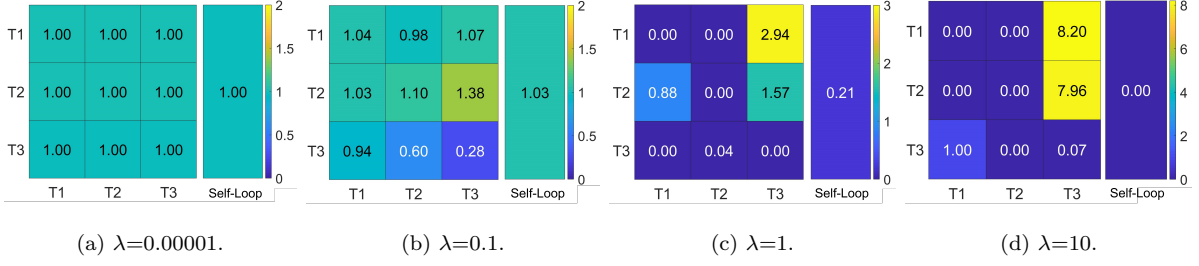 T1 1.00 1.00 1.00
T2 1.00 1.00 1.00 1.00
T3 1.00 1.00 1.00
T1 T2 T3 Self-Loop
2
1.5
1
0.5
0
(a) λ=0.00001.
T1 1.04 0.98 1.07
T2 1.03 1.10 1.38 1.03
T3 0.94 0.60 0.28
T1 T2 T3 Self-Loop
2
1.5
1
0.5
0
(b) λ=0.1.
T1 0.00 0.00 2.94
T2 0.88 0.00 1.57 0.21
T3 0.00 0.04 0.00
T1 T2 T3 Self-Loop
3
2
1
0
(c) λ=1.
T1 0.00 0.00 8.20
T2 0.00 0.00 7.96 0.00
T3 1.00 0.00 0.07
T1 T2 T3 Self-Loop
8
6
4
2
0
(d) λ=10.